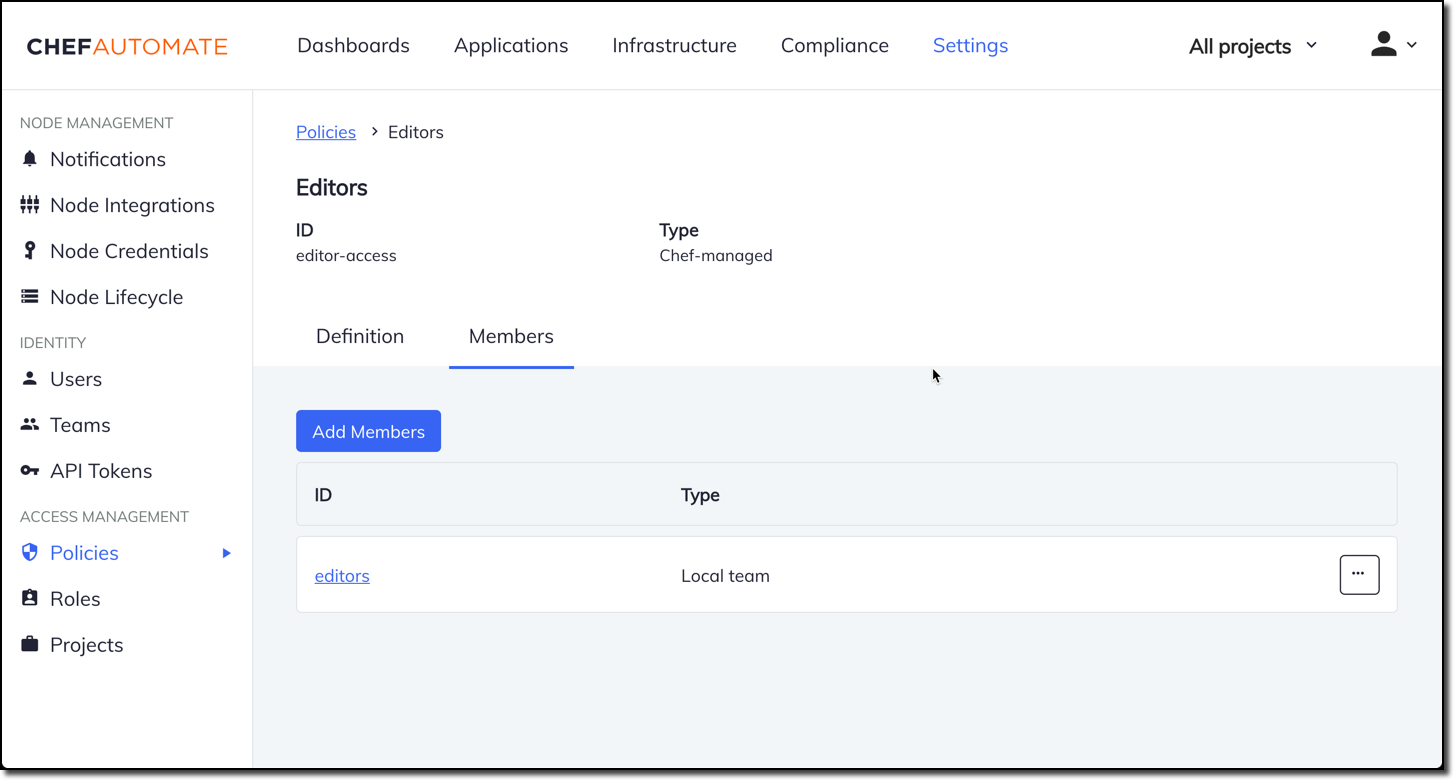 CHEFAUTOMATE Dashboards Applications Infrastructure Compliance Settings All projects
NODE MANAGEMENT
Notifications
Node Integrations
Node Credentials
Node Lifecycle
IDENTITY
Users
Teams
API Tokens
ACCESS MANAGEMENT
Policies
Roles
Projects
Policies > Editors
Editors
ID Type
editor-access Chef-managed
Definition Members
Add Members
ID Type
editors Local team ...